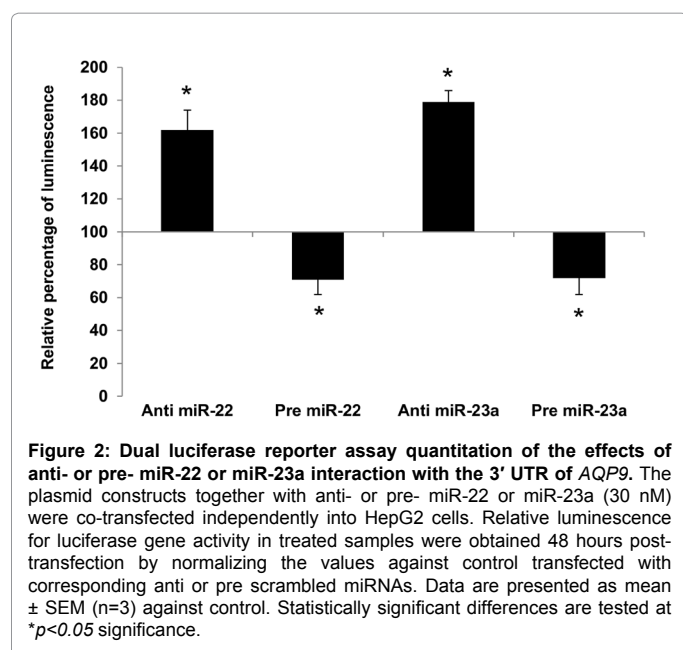 Relative percentage of luminescence
200
180
160
140
120
100
80
60
40
20
0
* * * *
Anti miR-22 Pre miR-22 Anti miR-23a Pre miR-23a
Figure 2: Dual luciferase reporter assay quantitation of the effects of
anti- or pre- miR-22 or miR-23a interaction with the 3′ UTR of AQP9. The
plasmid constructs together with anti- or pre- miR-22 or miR-23a (30 nM)
were co-transfected independently into HepG2 cells. Relative luminescence
for luciferase gene activity in treated samples were obtained 48 hours post-
transfection by normalizing the values against control transfected with
corresponding anti or pre scrambled miRNAs. Data are presented as mean
± SEM (n=3) against control. Statistically significant differences are tested at
*p<0.05 significance.